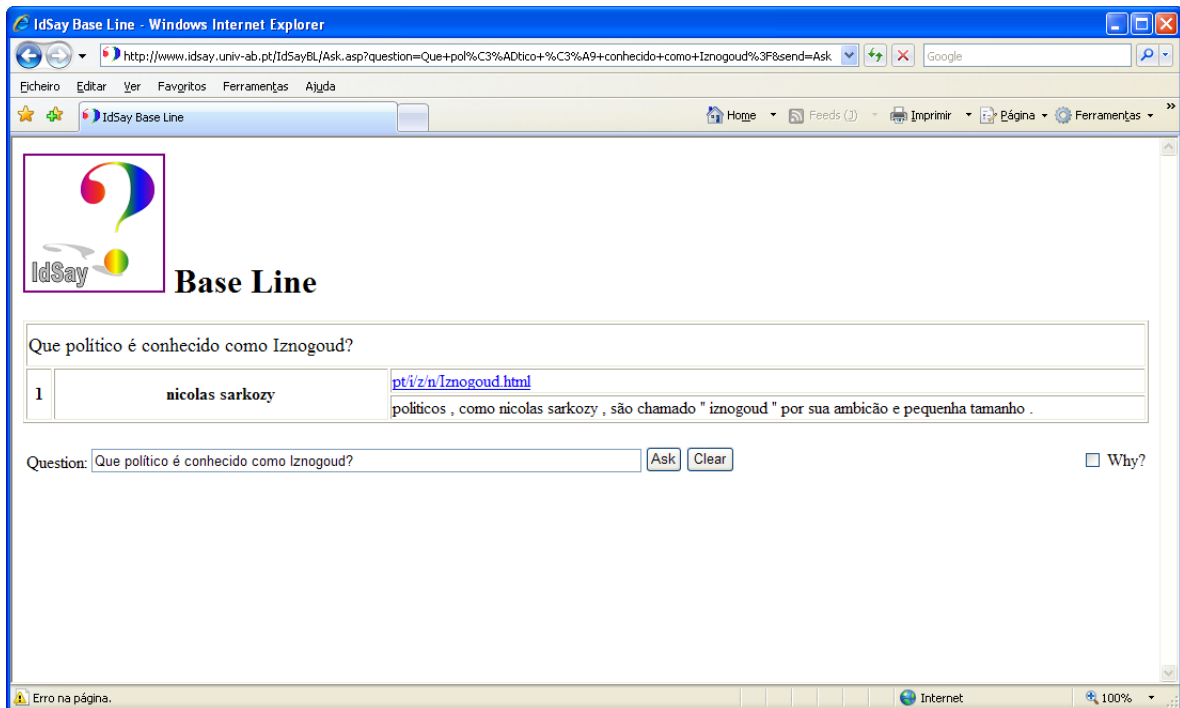 IdSay Base Line - Windows Internet Explorer
http://www.idsay.univ-ab.pt/IdSayBL/Ask.asp?question=Que+pol%C3%ADtico+%C3%A9+conhecido+como+Iznogoud%3F&send=Ask
Google
Ficheiro Editar Ver Favoritos Ferramentas Ajuda
IdSay Base Line
Home Feeds (J) Imprimir Página Ferramentas »
IdSay
Base Line
Que político é conhecido como Iznogoud?
1 nicolas sarkozy
pt/i/z/n/Iznogoud.html
politicos , como nicolas sarkozy , são chamado " iznogoud " por sua ambicão e pequenha tamanho .
Question: Que político é conhecido como Iznogoud? Ask Clear Why?
Erro na página. Internet 100%